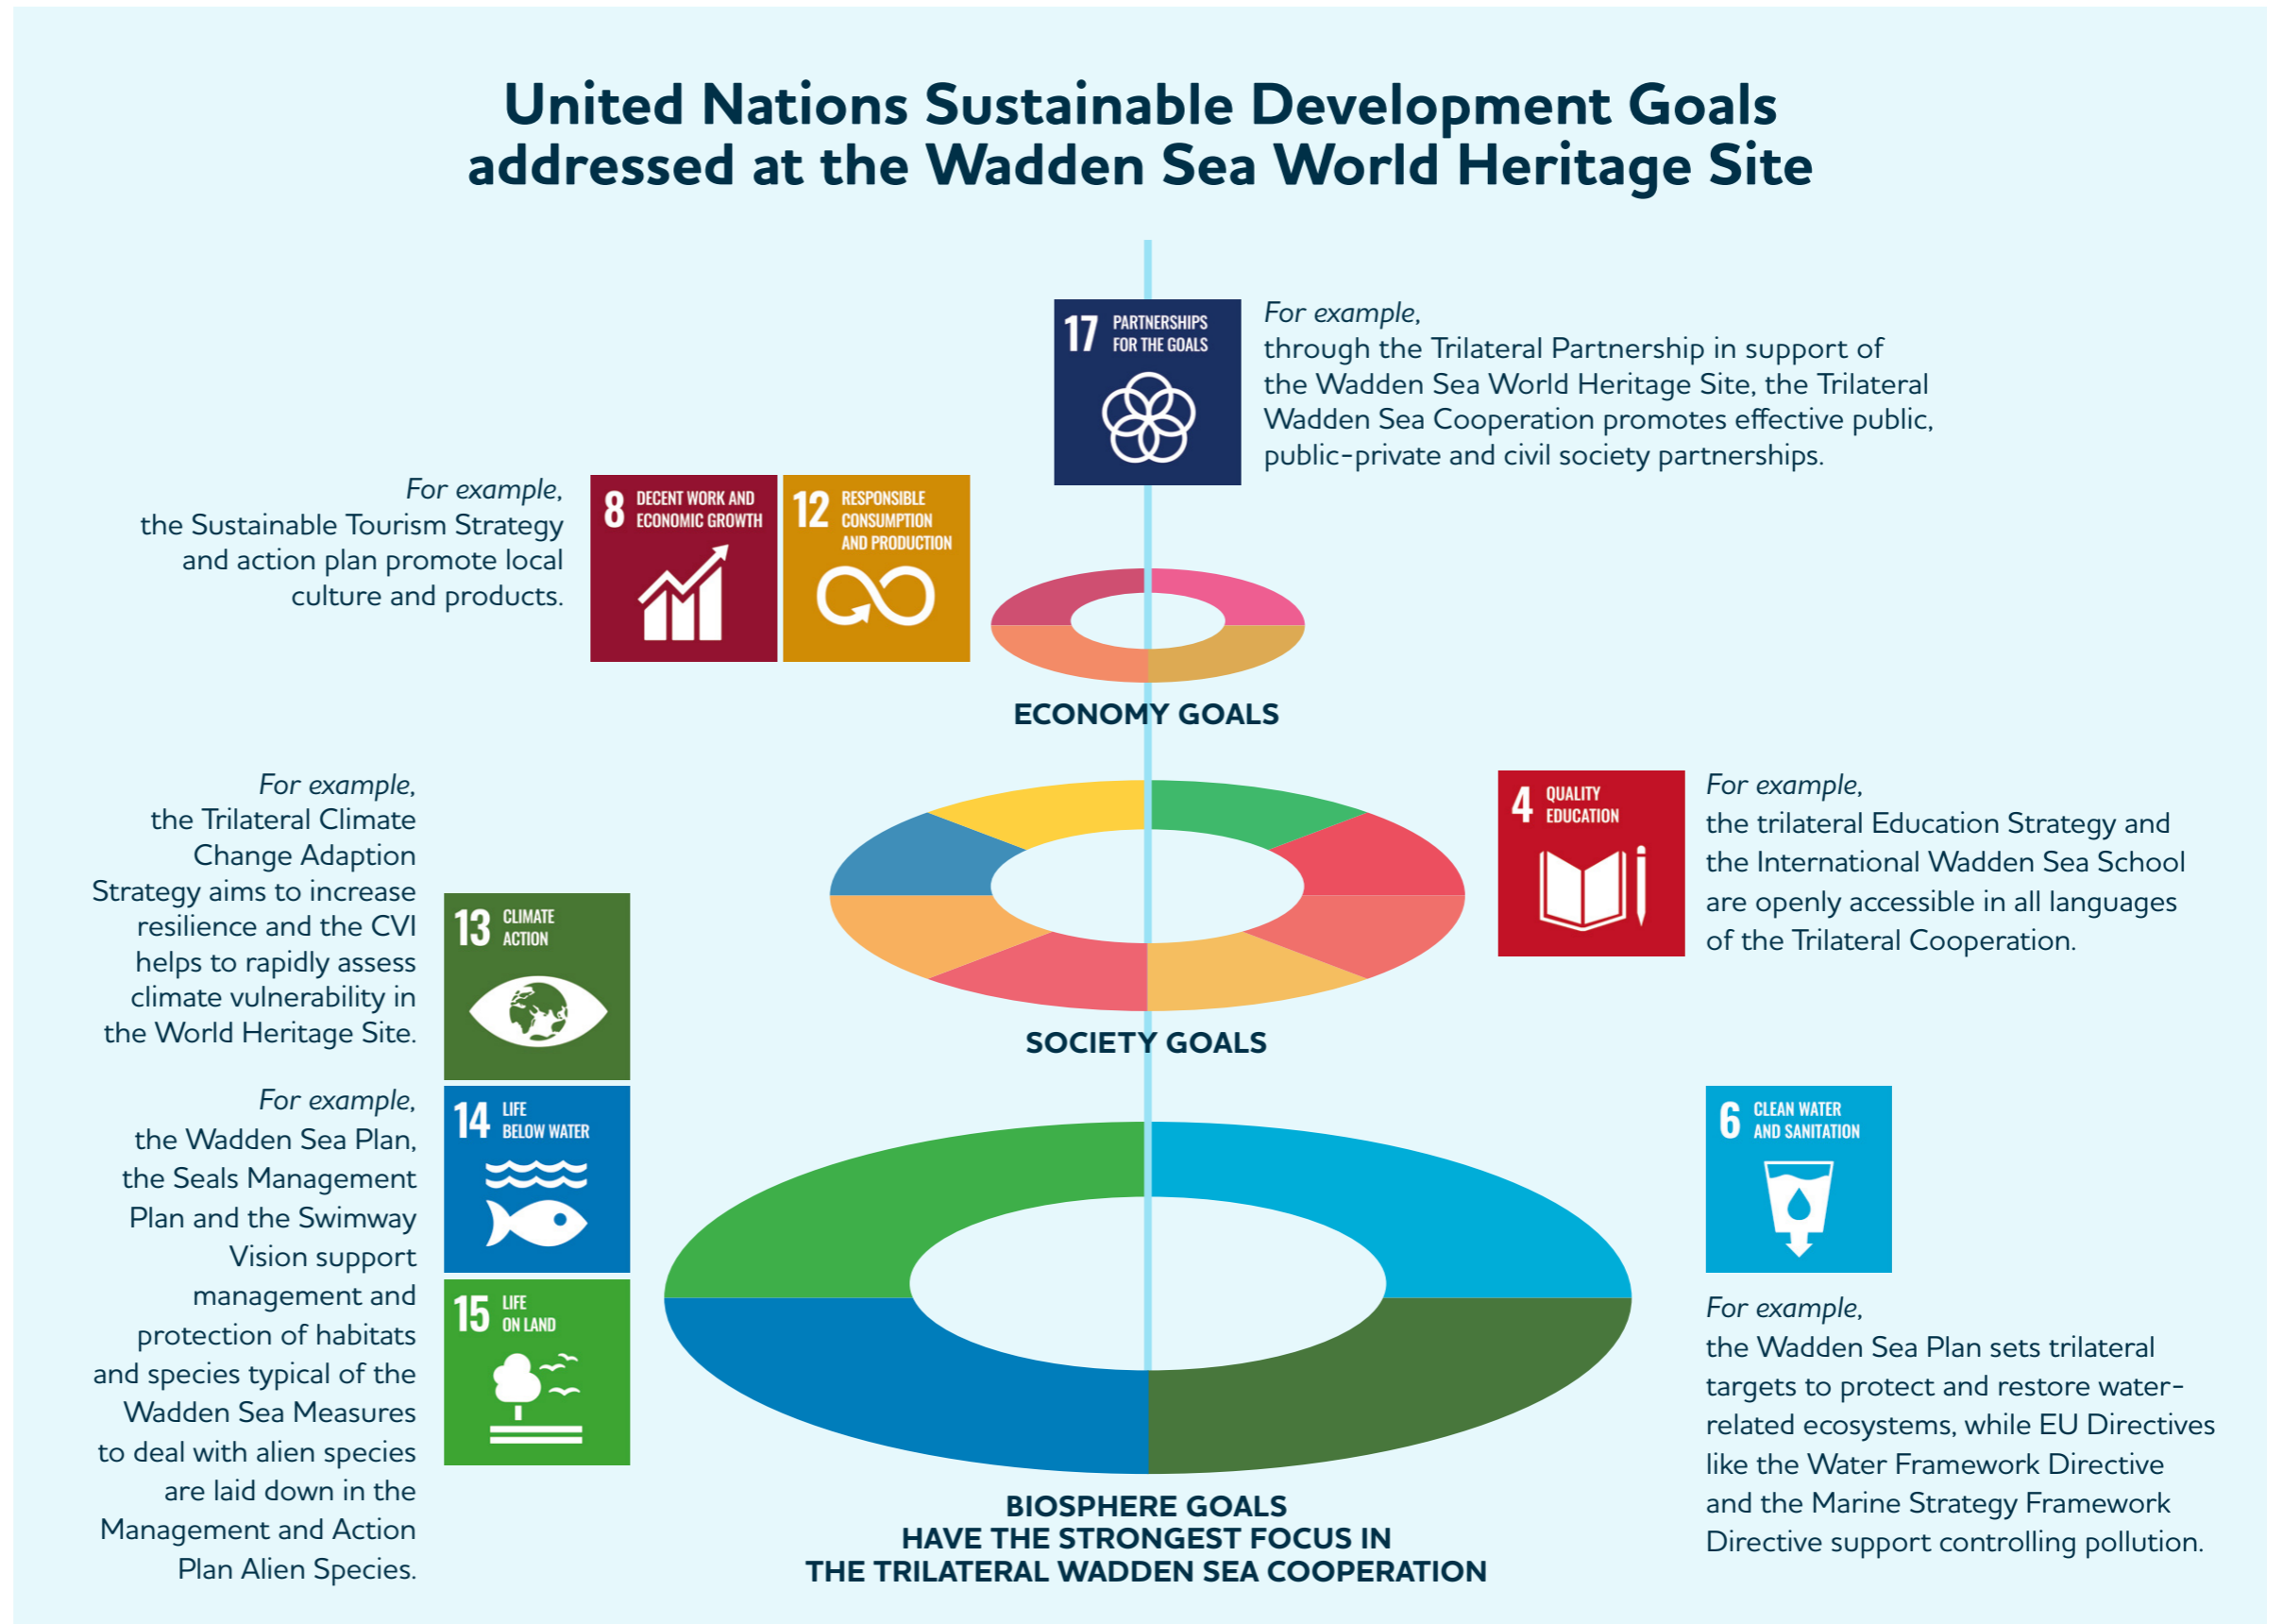 United Nations Sustainable Development Goals
addressed at the Wadden Sea World Heritage Site
17 PARTNERSHIPS
FOR THE GOALS
For example,
through the Trilateral Partnership in support of
the Wadden Sea World Heritage Site, the Trilateral
Wadden Sea Cooperation promotes effective public,
public-private and civil society partnerships.
For example,
the Sustainable Tourism Strategy
and action plan promote local
culture and products.
8 DECENT WORK AND
ECONOMIC GROWTH
12 RESPONSIBLE
CONSUMPTION
AND PRODUCTION
ECONOMY GOALS
For example,
the Trilateral Climate
Change Adaption
Strategy aims to increase
resilience and the CVI
helps to rapidly assess
climate vulnerability in
the World Heritage Site.
13 CLIMATE
ACTION
4 QUALITY
EDUCATION
For example,
the trilateral Education Strategy and
the International Wadden Sea School
are openly accessible in all languages
of the Trilateral Cooperation.
SOCIETY GOALS
For example,
the Wadden Sea Plan,
the Seals Management
Plan and the Swimway
Vision support
management and
protection of habitats
and species typical of the
Wadden Sea Measures
to deal with alien species
are laid down in the
Management and Action
Plan Alien Species.
14 LIFE
BELOW WATER
15 LIFE
ON LAND
6 CLEAN WATER
AND SANITATION
For example,
the Wadden Sea Plan sets trilateral
targets to protect and restore water-
related ecosystems, while EU Directives
like the Water Framework Directive
and the Marine Strategy Framework
Directive support controlling pollution.
BIOSPHERE GOALS
HAVE THE STRONGEST FOCUS IN
THE TRILATERAL WADDEN SEA COOPERATION